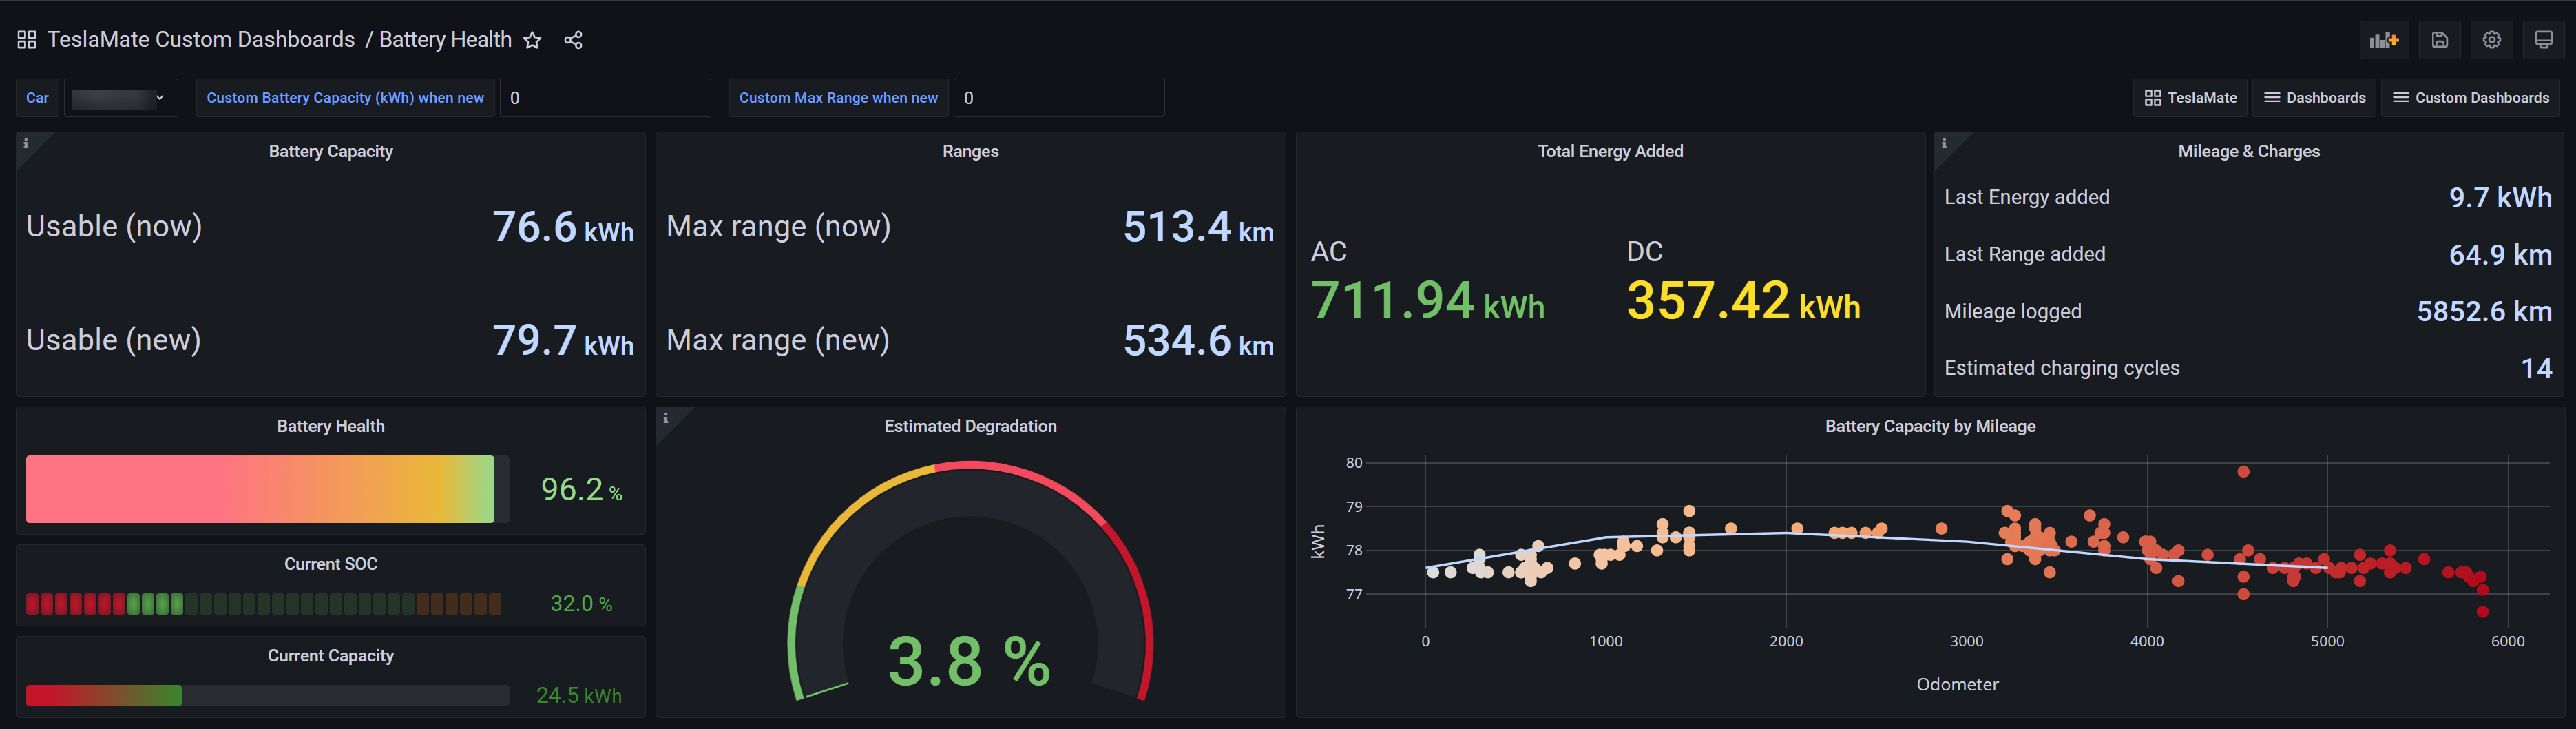 TeslaMate Custom Dashboards / Battery Health
Car
Custom Battery Capacity (kWh) when new
0
Custom Max Range when new
0
TeslaMate
Dashboards
Custom Dashboards
Battery Capacity
Usable (now)
76.6 kWh
Usable (new)
79.7 kWh
Ranges
Max range (now)
513.4 km
Max range (new)
534.6 km
Total Energy Added
AC
711.94 kWh
DC
357.42 kWh
Mileage & Charges
Last Energy added
9.7 kWh
Last Range added
64.9 km
Mileage logged
5852.6 km
Estimated charging cycles
14
Battery Health
96.2 %
Current SOC
32.0 %
Current Capacity
24.5 kWh
Estimated Degradation
3.8 %
Battery Capacity by Mileage
kWh
80
79
78
77
0
1000
2000
3000
4000
5000
6000
Odometer